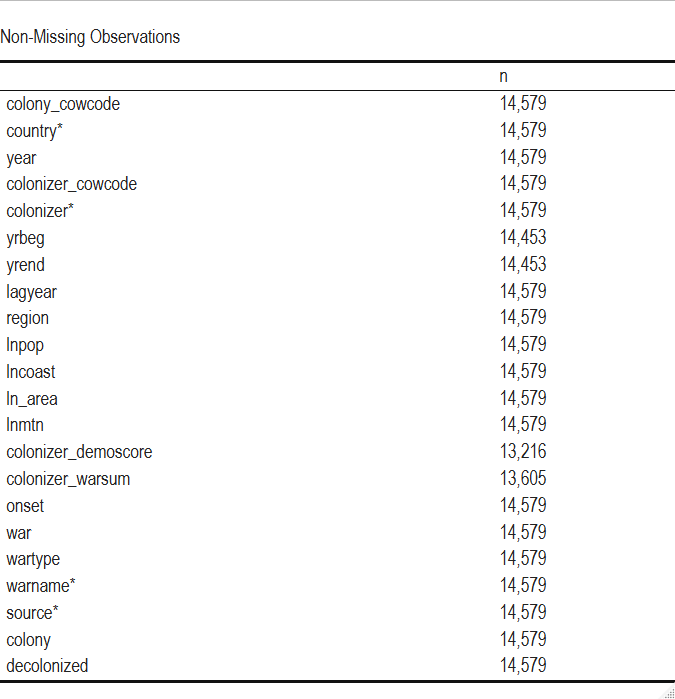 Non-Missing Observations
n
colony_cowcode 14,579
country* 14,579
year 14,579
colonizer_cowcode 14,579
colonizer* 14,579
yrbeg 14,453
yrend 14,453
lagyear 14,579
region 14,579
lnpop 14,579
lncoast 14,579
ln_area 14,579
lnmtn 14,579
colonizer_demoscore 13,216
colonizer_warsum 13,605
onset 14,579
war 14,579
wartype 14,579
warname* 14,579
source* 14,579
colony 14,579
decolonized 14,579